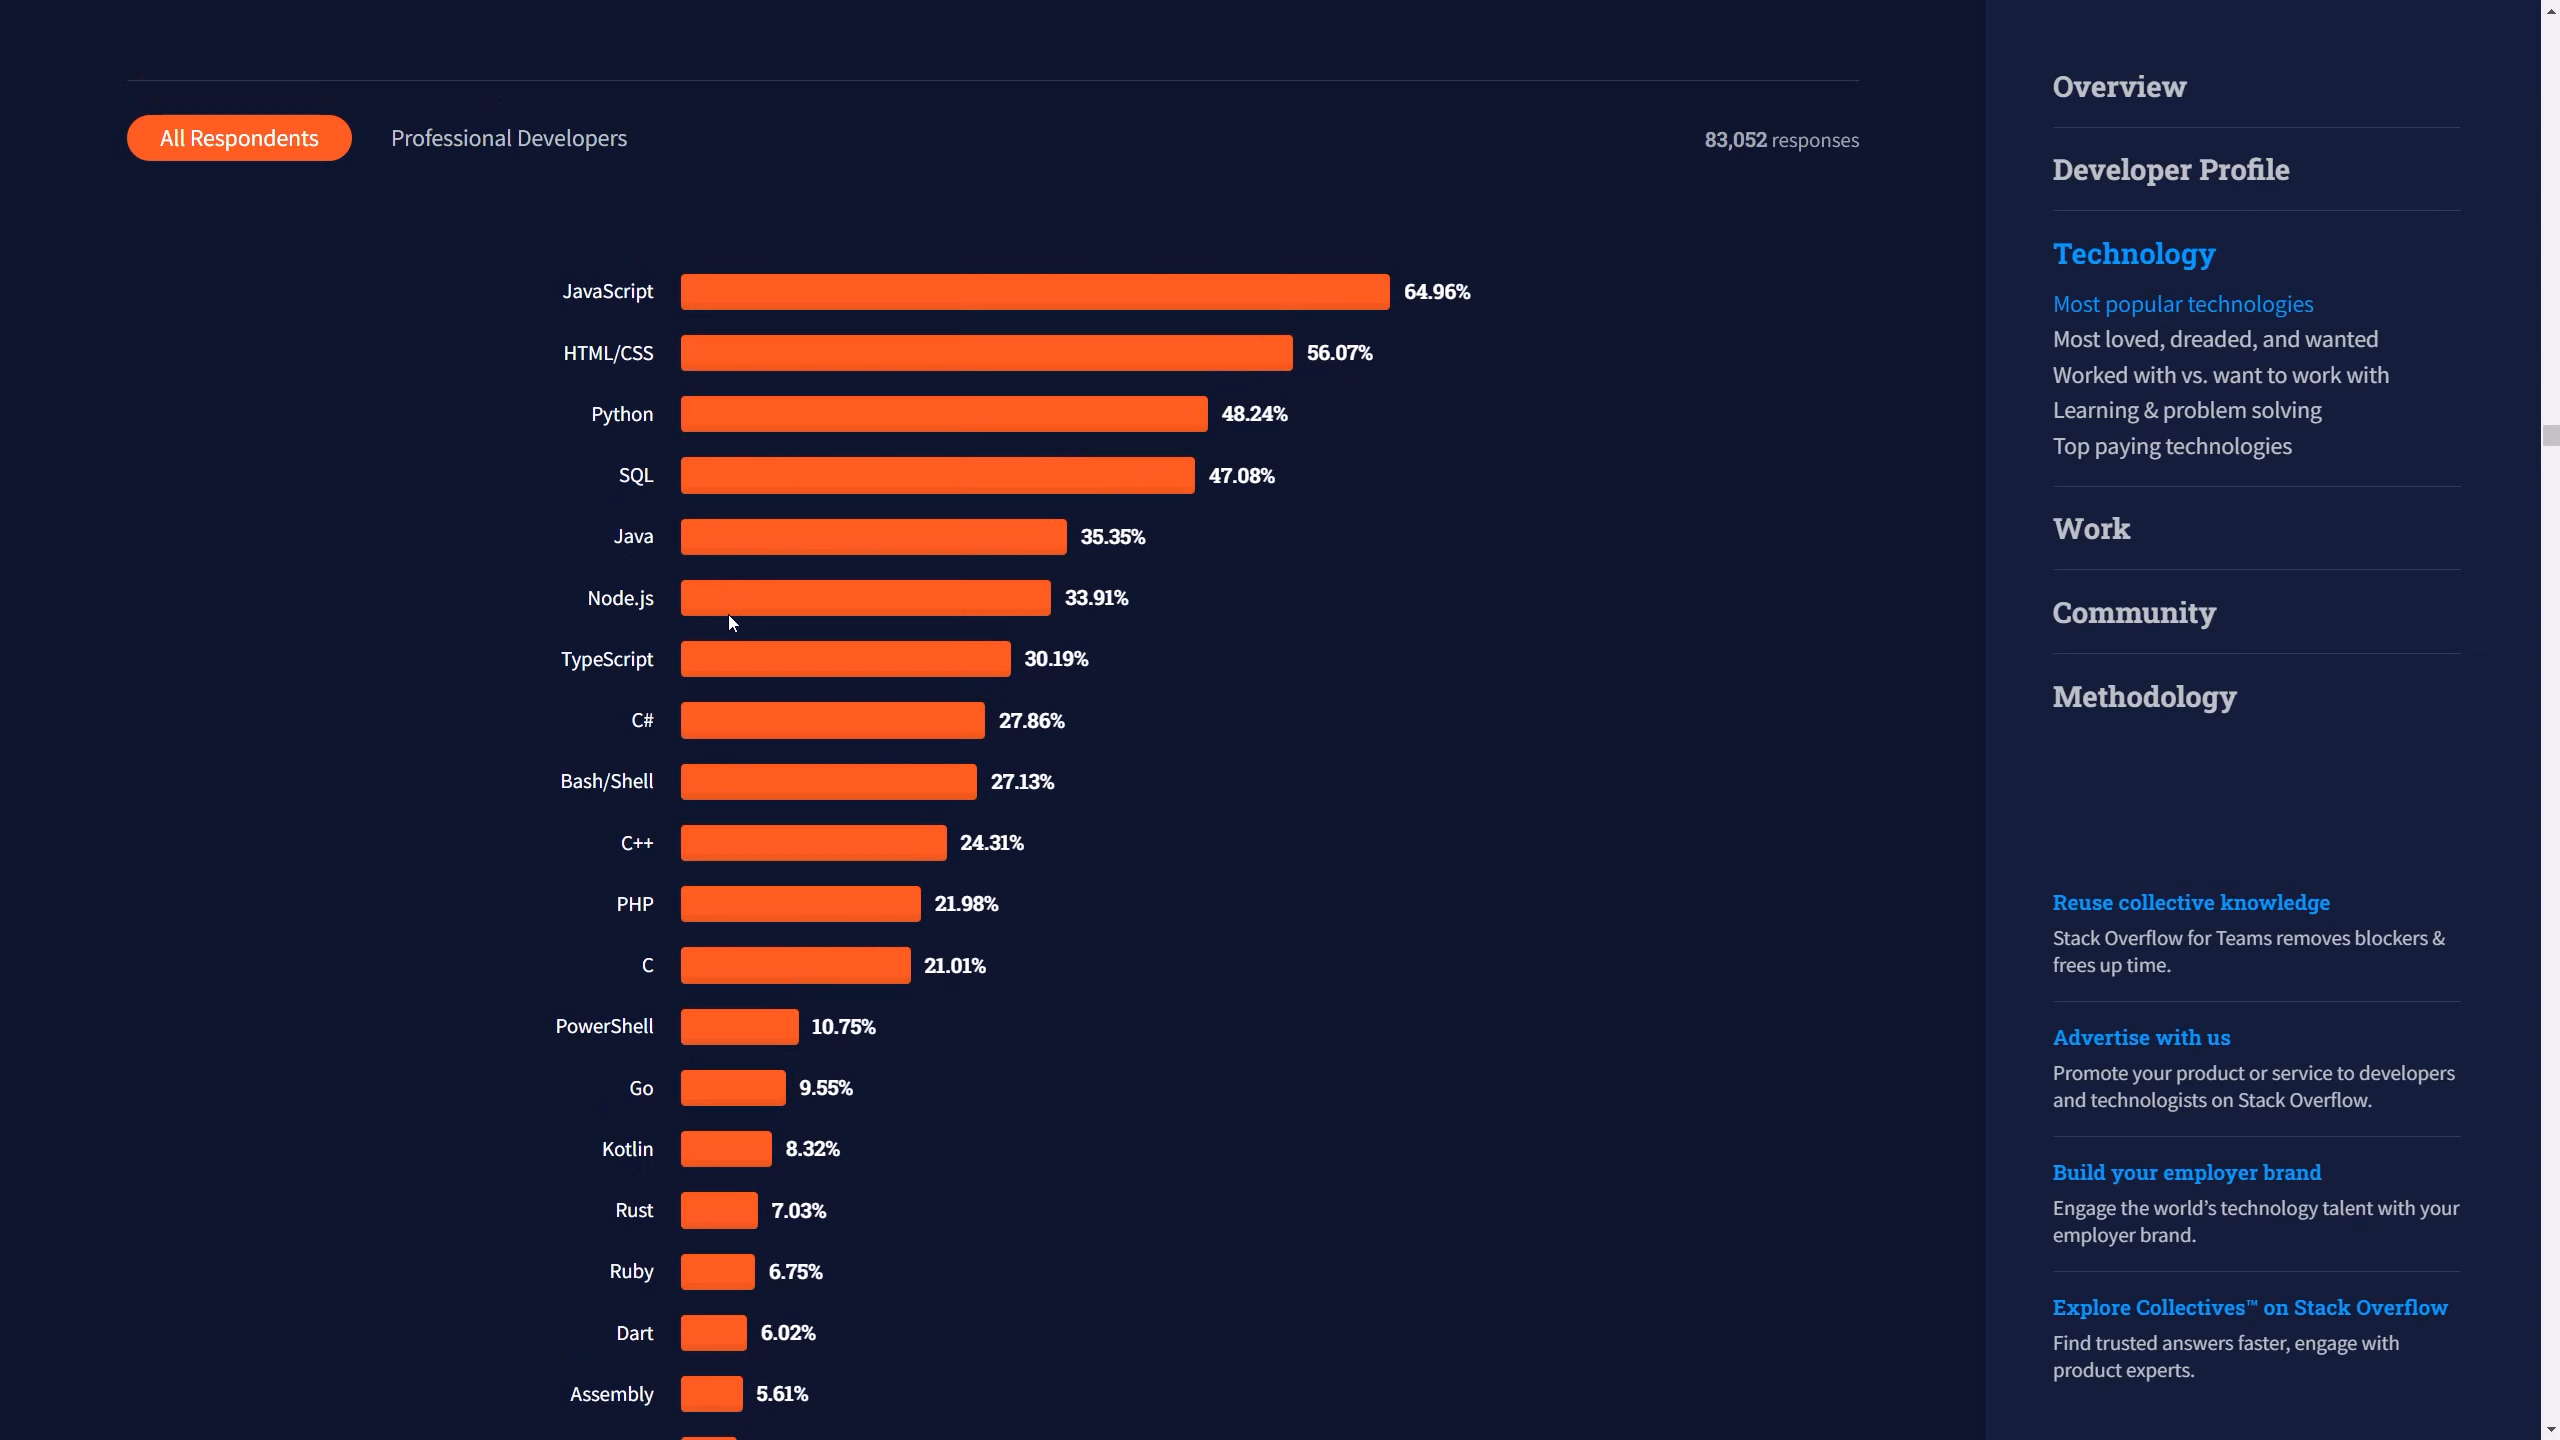 All Respondents
Professional Developers
83,052 responses
JavaScript 64.96%
HTML/CSS 56.07%
Python 48.24%
SQL 47.08%
Java 35.35%
Node.js 33.91%
TypeScript 30.19%
C# 27.86%
Bash/Shell 27.13%
C++ 24.31%
PHP 21.98%
C 21.01%
PowerShell 10.75%
Go 9.55%
Kotlin 8.32%
Rust 7.03%
Ruby 6.75%
Dart 6.02%
Assembly 5.61%
Overview
Developer Profile
Technology
Most popular technologies
Most loved, dreaded, and wanted
Worked with vs. want to work with
Learning & problem solving
Top paying technologies
Work
Community
Methodology
Reuse collective knowledge
Stack Overflow for Teams removes blockers &
frees up time.
Advertise with us
Promote your product or service to developers
and technologists on Stack Overflow.
Build your employer brand
Engage the world’s technology talent with your
employer brand.
Explore Collectives™ on Stack Overflow
Find trusted answers faster, engage with
product experts.